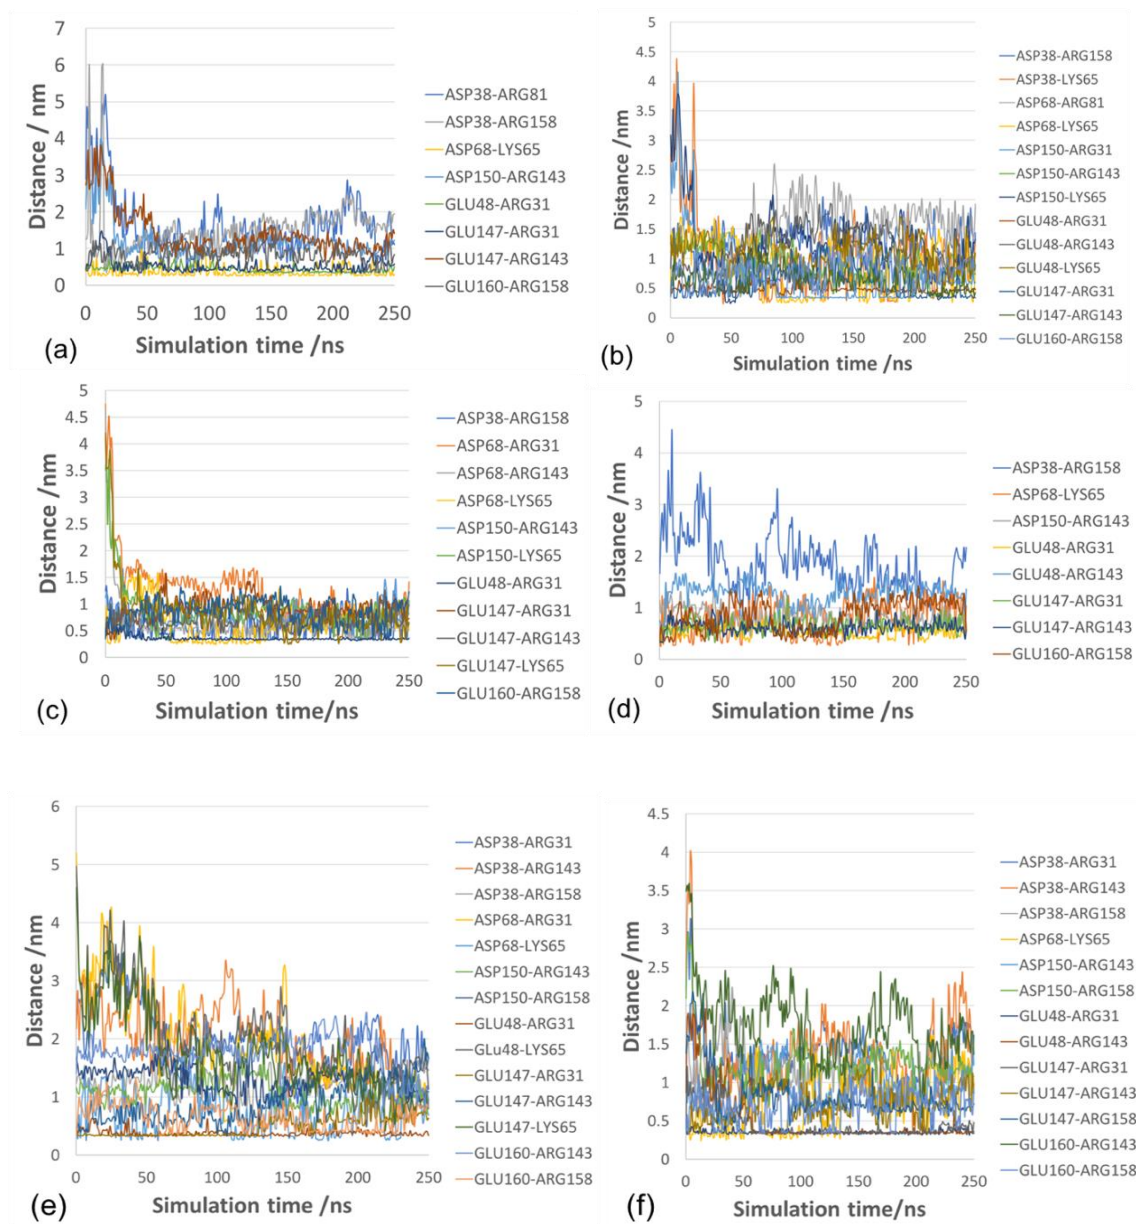 7
6
5
4
3
2
1
0
Distance / nm
0 50 100 150 200 250
Simulation time /ns
ASP38-ARG81
ASP38-ARG158
ASP68-LYS65
ASP150-ARG143
GLU48-ARG31
GLU147-ARG31
GLU147-ARG143
GLU160-ARG158
(a)
5
4.5
4
3.5
3
2.5
2
1.5
1
0.5
0
Distance /nm
0 50 100 150 200 250
Simulation time /ns
ASP38-ARG158
ASP38-LYS65
ASP68-ARG81
ASP68-LYS65
ASP150-ARG31
ASP150-ARG143
ASP150-LYS65
GLU48-ARG31
GLU48-ARG143
GLU48-LYS65
GLU147-ARG31
GLU147-ARG143
GLU160-ARG158
(b)
5
4.5
4
3.5
3
2.5
2
1.5
1
0.5
0
Distance /nm
0 50 100 150 200 250
Simulation time/ns
ASP38-ARG158
ASP68-ARG31
ASP68-ARG143
ASP68-LYS65
ASP150-ARG143
ASP150-LYS65
GLU48-ARG31
GLU147-ARG31
GLU147-ARG143
GLU147-LYS65
GLU160-ARG158
(c)
5
4
3
2
1
0
Distance /nm
0 50 100 150 200 250
Simulation time /ns
ASP38-ARG158
ASP68-LYS65
ASP150-ARG143
GLU48-ARG31
GLU48-ARG143
GLU147-ARG31
GLU147-ARG143
GLU160-ARG158
(d)
6
5
4
3
2
1
0
Distance /nm
0 50 100 150 200 250
Simulation time/ns
ASP38-ARG31
ASP38-ARG143
ASP38-ARG158
ASP68-ARG31
ASP68-LYS65
ASP150-ARG143
ASP150-ARG158
GLU48-ARG31
GLu48-LYS65
GLU147-ARG31
GLU147-ARG143
GLU147-LYS65
GLU160-ARG143
GLU160-ARG158
(e)
4.5
4
3.5
3
2.5
2
1.5
1
0.5
0
Distance /nm
0 50 100 150 200 250
Simulation time/ns
ASP38-ARG31
ASP38-ARG143
ASP38-ARG158
ASP68-LYS65
ASP150-ARG143
ASP150-ARG158
GLU48-ARG31
GLU48-ARG143
GLU147-ARG31
GLU147-ARG143
GLU147-ARG158
GLU160-ARG143
GLU160-ARG158
(f)